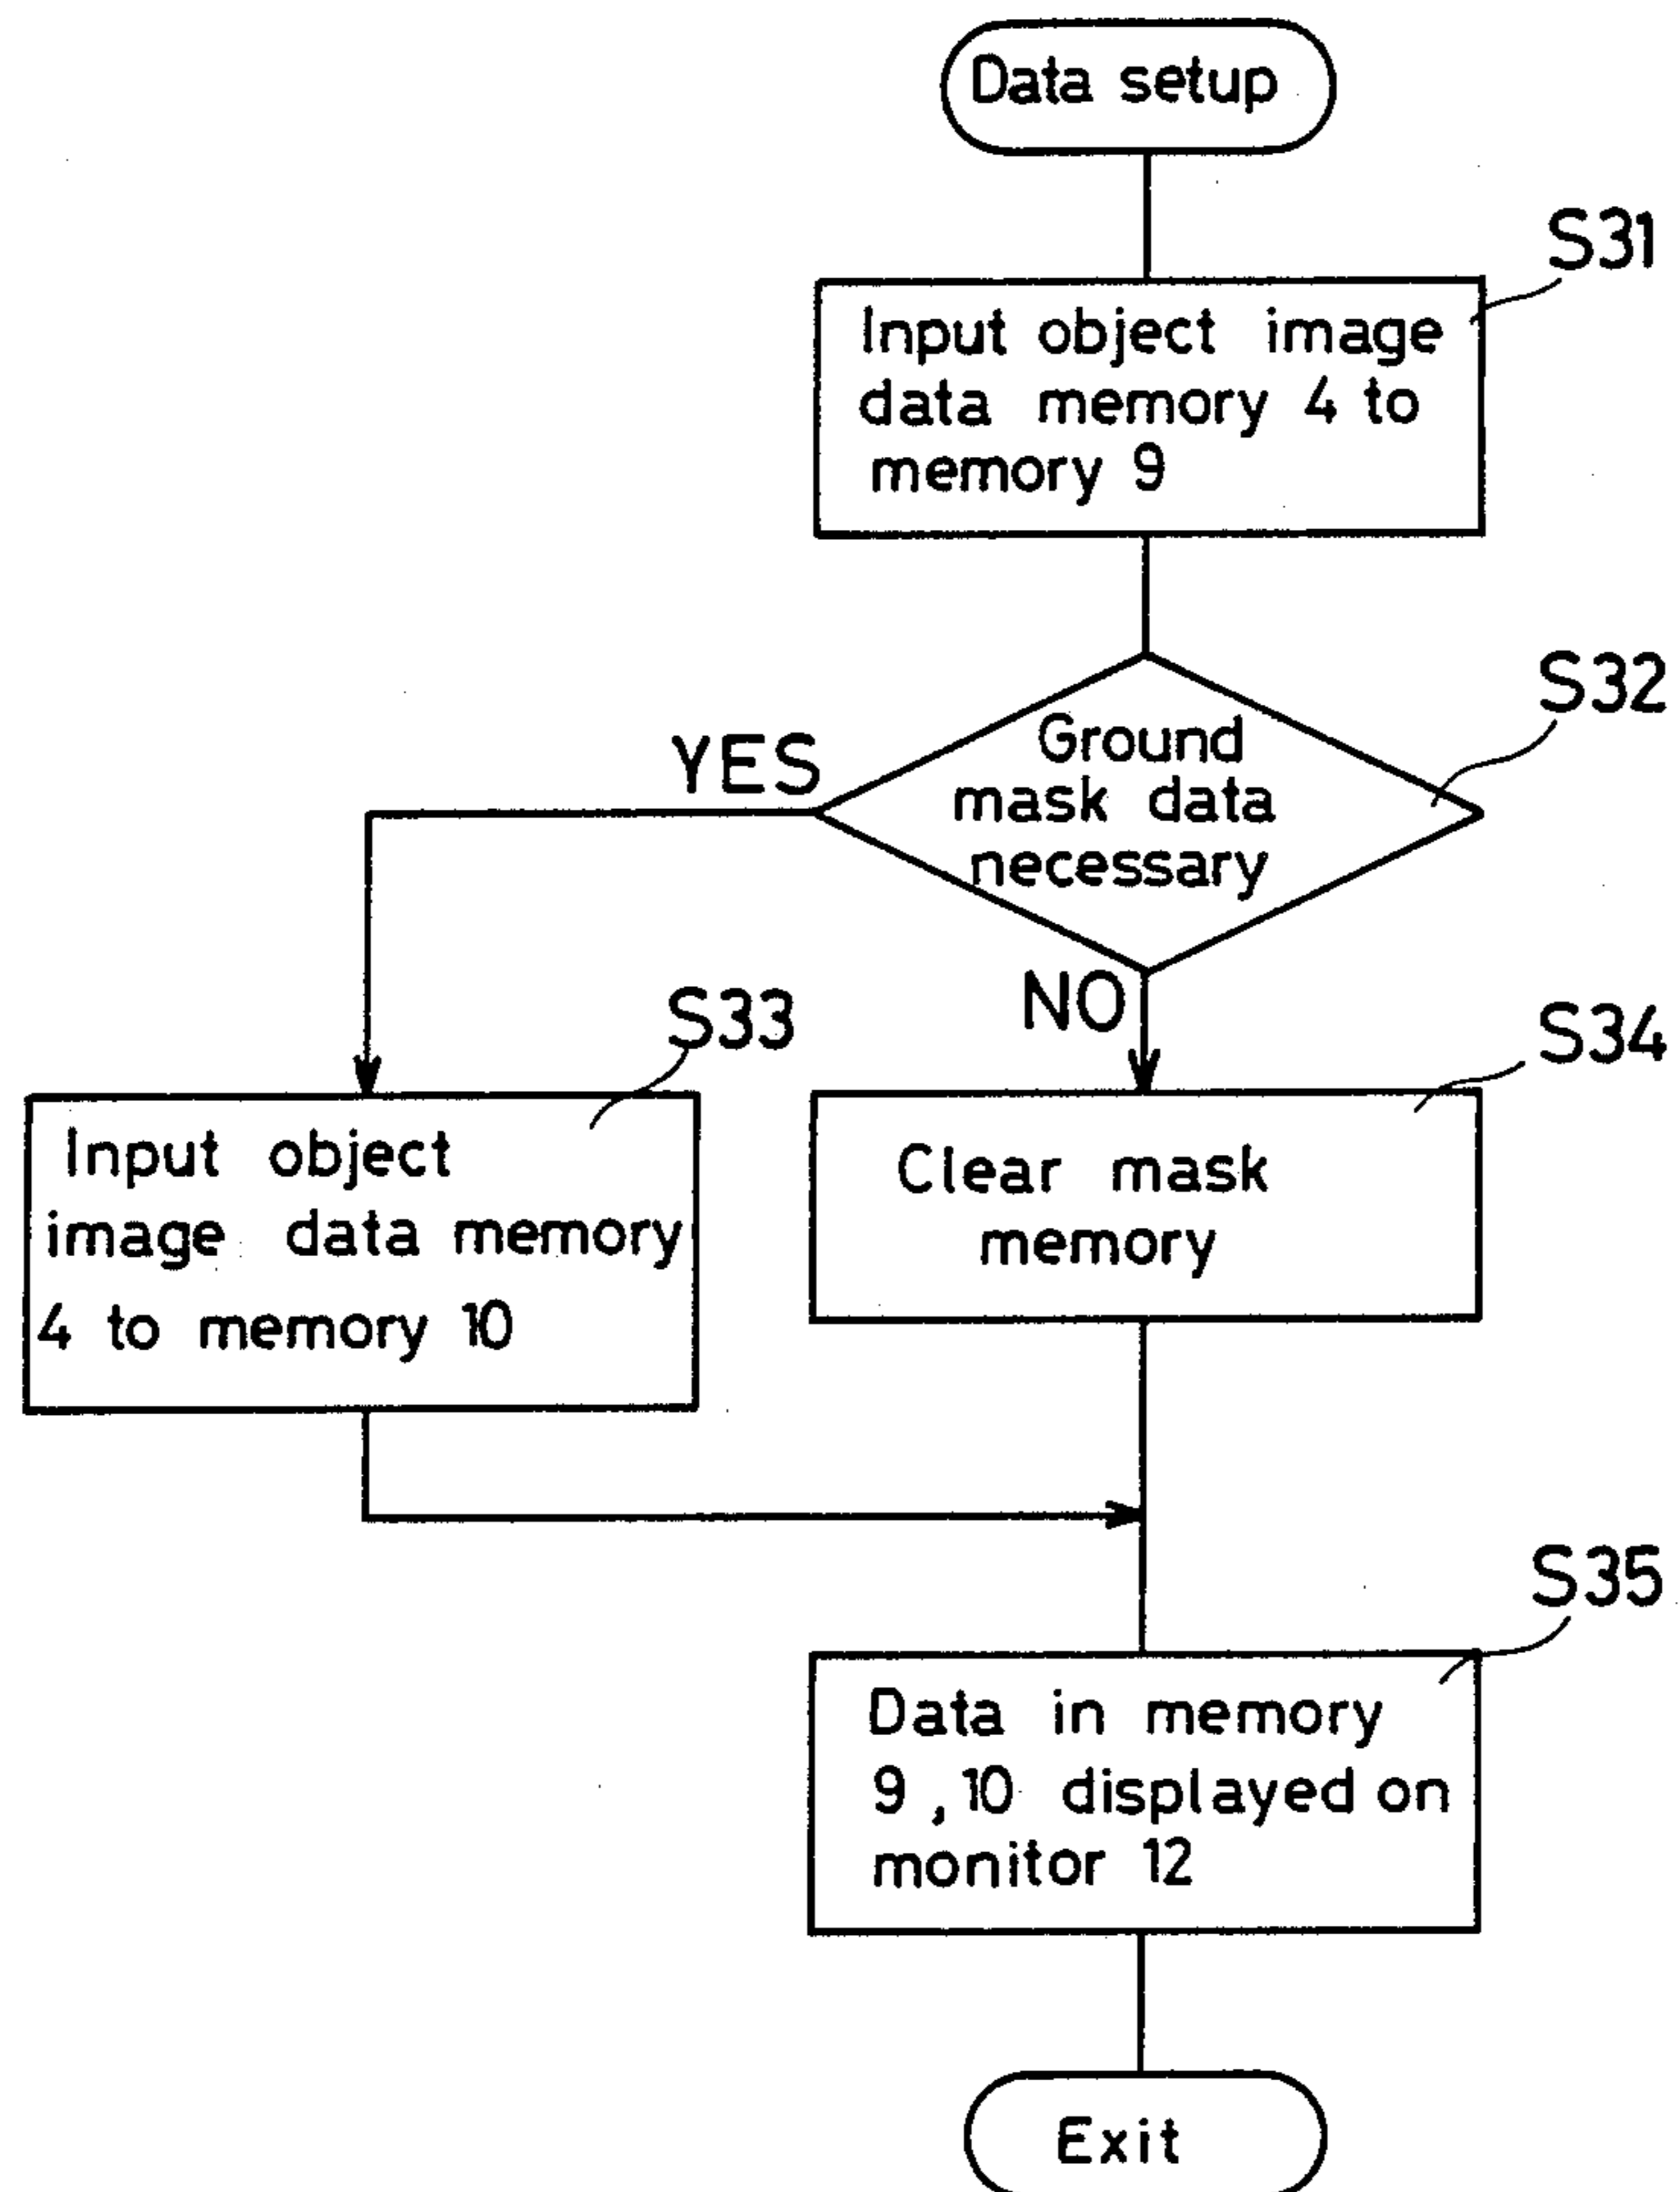 Data setup
S31
Input object image
data memory 4 to
memory 9
S32
Ground
mask data
necessary
YES
NO
S33
Input object
image data memory
4 to memory 10
S34
Clear mask
memory
S35
Data in memory
9, 10 displayed on
monitor 12
Exit